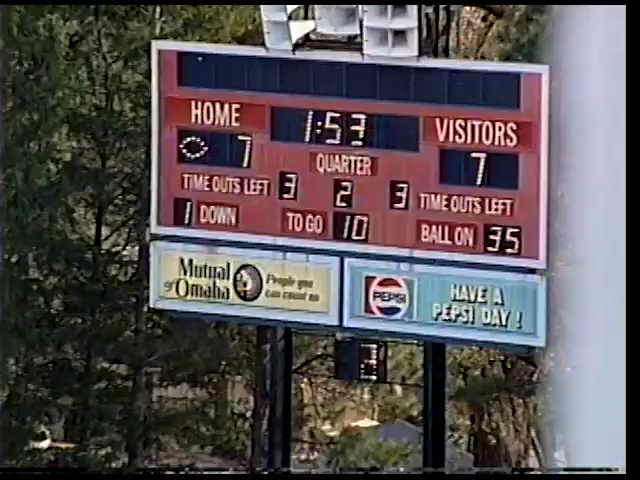 HOME
1:53
VISITORS
7
7
QUARTER
TIME OUTS LEFT 3 2 3 TIME OUTS LEFT
1 DOWN TO GO 10 BALL ON 35
Mutual of Omaha
People you can count on
PEPSI
HAVE A PEPSI DAY!